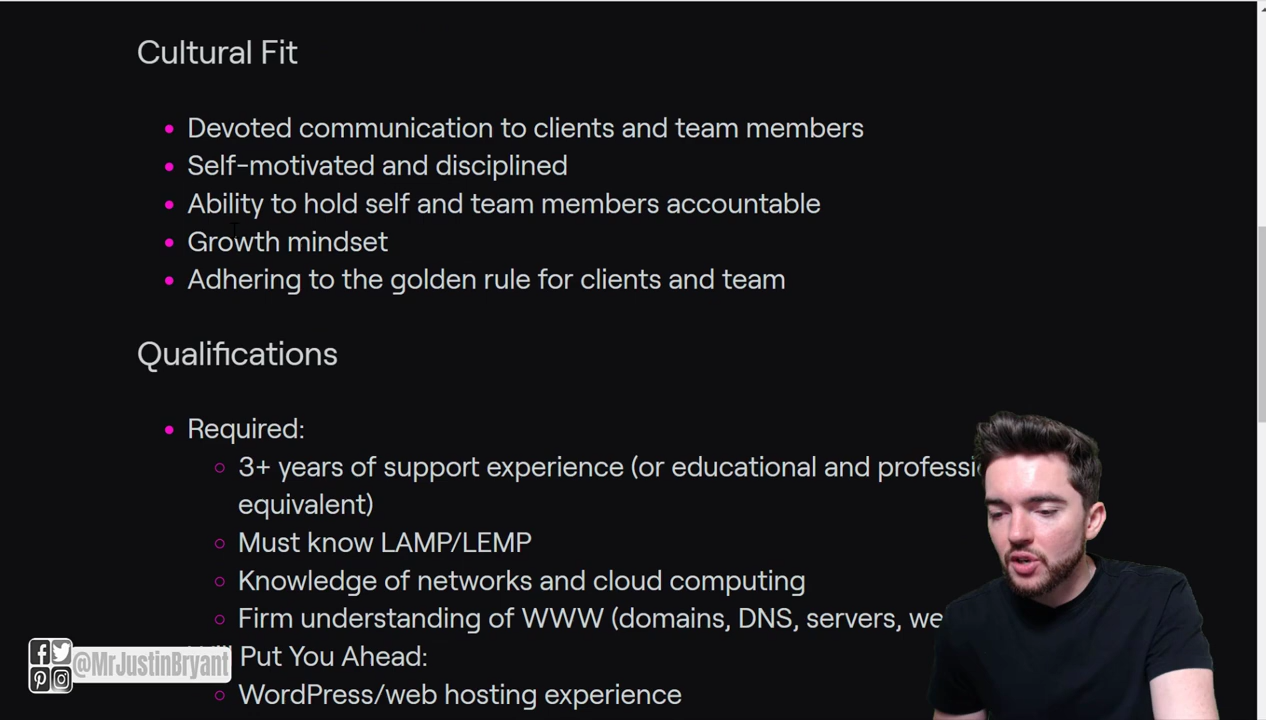 Cultural Fit
Devoted communication to clients and team members
Self-motivated and disciplined
Ability to hold self and team members accountable
Growth mindset
Adhering to the golden rule for clients and team
Qualifications
Required:
3+ years of support experience (or educational and
equivalent)
Must know LAMP/LEMP
Knowledge of networks and cloud computing
Firm understanding of WWW (domains, DNS, servers,
Put You Ahead:
@MrJustinBryant
WordPress/web hosting experience